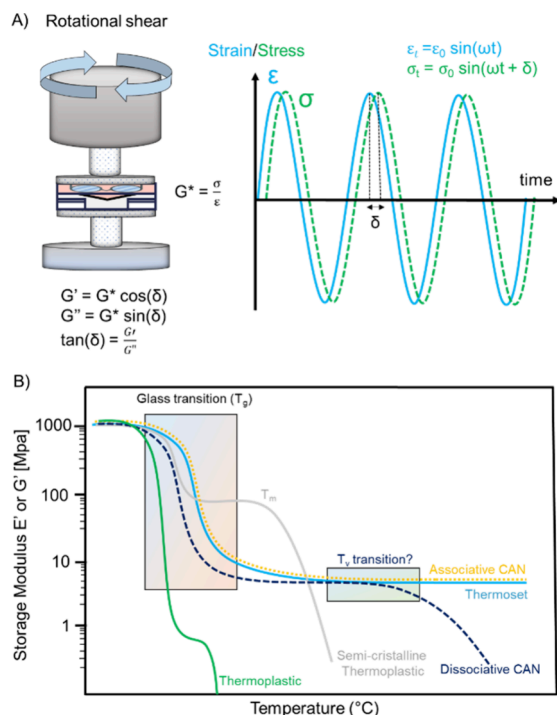 A) Rotational shear
Strain/Stress
ε
σ
εₜ =ε₀ sin(ωt)
σₜ = σ₀ sin(ωt + δ)
time
δ
G* = σ/ε
G' = G* cos(δ)
G" = G* sin(δ)
tan(δ) = G′/G"
B)
Glass transition (Tg)
Storage Modulus E' or G' [Mpa]
1000
100
10
1
Tm
Tv transition?
Associative CAN
Thermoset
Semi-cristalline
Thermoplastic
Dissociative CAN
Thermoplastic
Temperature (°C)